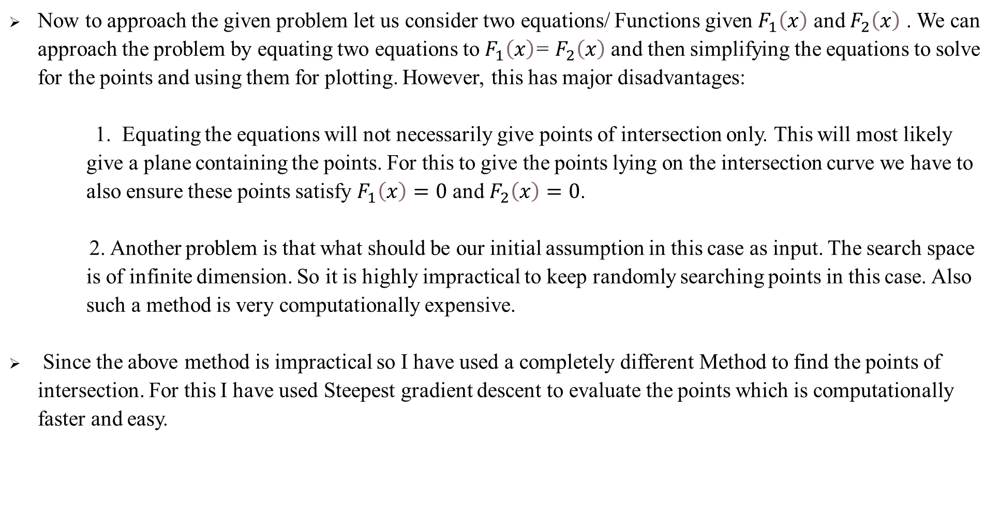 ➢ Now to approach the given problem let us consider two equations/ Functions given F₁(x) and F₂(x) . We can
approach the problem by equating two equations to F₁(x)= F₂(x) and then simplifying the equations to solve
for the points and using them for plotting. However, this has major disadvantages:
1. Equating the equations will not necessarily give points of intersection only. This will most likely
give a plane containing the points. For this to give the points lying on the intersection curve we have to
also ensure these points satisfy F₁(x) = 0 and F₂(x) = 0.
2. Another problem is that what should be our initial assumption in this case as input. The search space
is of infinite dimension. So it is highly impractical to keep randomly searching points in this case. Also
such a method is very computationally expensive.
➢ Since the above method is impractical so I have used a completely different Method to find the points of
intersection. For this I have used Steepest gradient descent to evaluate the points which is computationally
faster and easy.